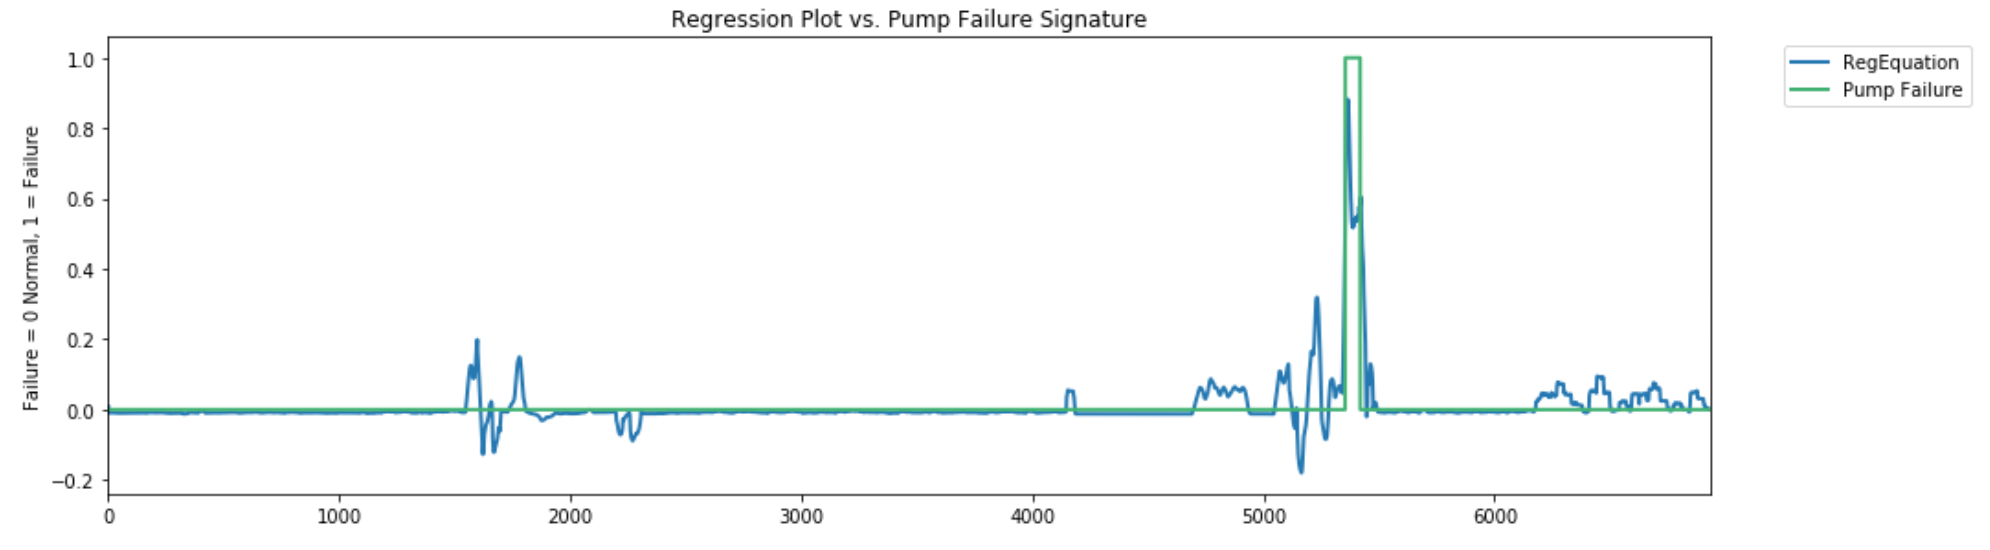 Regression Plot vs. Pump Failure Signature
Failure = 0 Normal, 1 = Failure
1.0
0.8
0.6
0.4
0.2
0.0
−0.2
0 1000 2000 3000 4000 5000 6000
RegEquation
Pump Failure